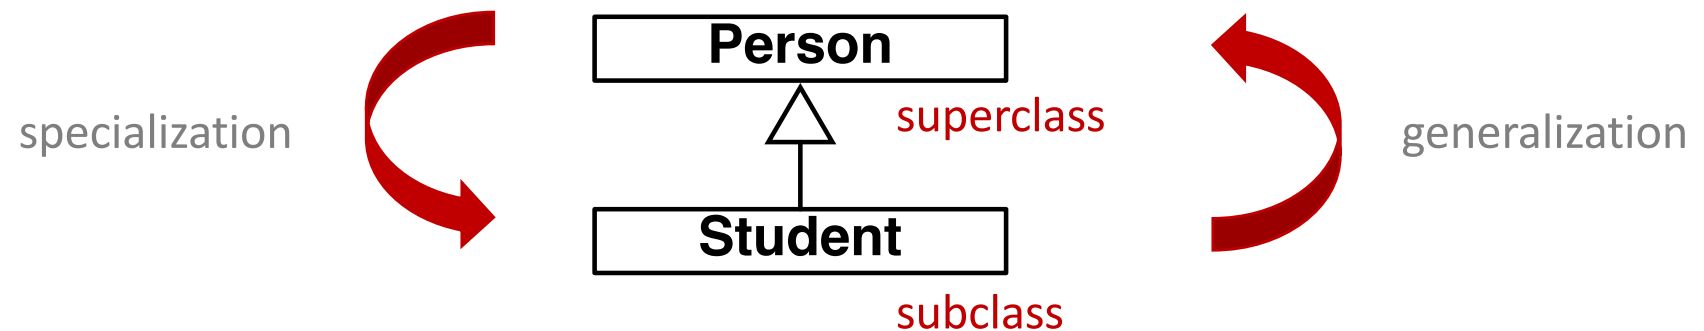 Person
superclass
specialization
generalization
Student
subclass